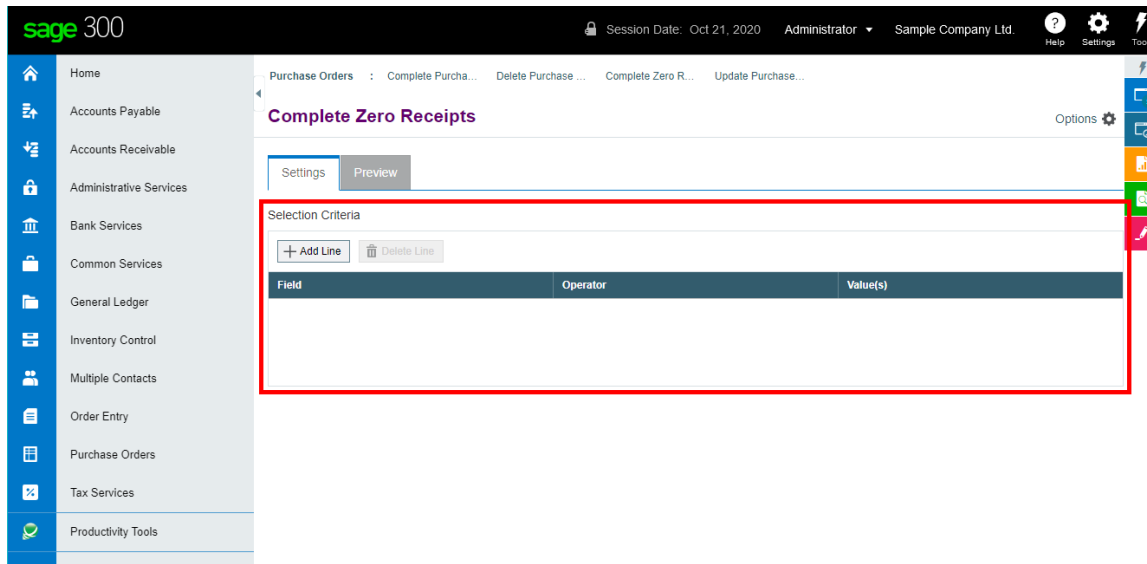 sage 300
Session Date: Oct 21, 2020 Administrator Sample Company Ltd.
Help Settings
Home
Accounts Payable
Accounts Receivable
Administrative Services
Bank Services
Common Services
General Ledger
Inventory Control
Multiple Contacts
Order Entry
Purchase Orders
Tax Services
Productivity Tools
Purchase Orders : Complete Purcha... Delete Purchase ... Complete Zero R... Update Purchase...
Complete Zero Receipts
Options
Settings Preview
Selection Criteria
+ Add Line Delete Line
Field Operator Value(s)